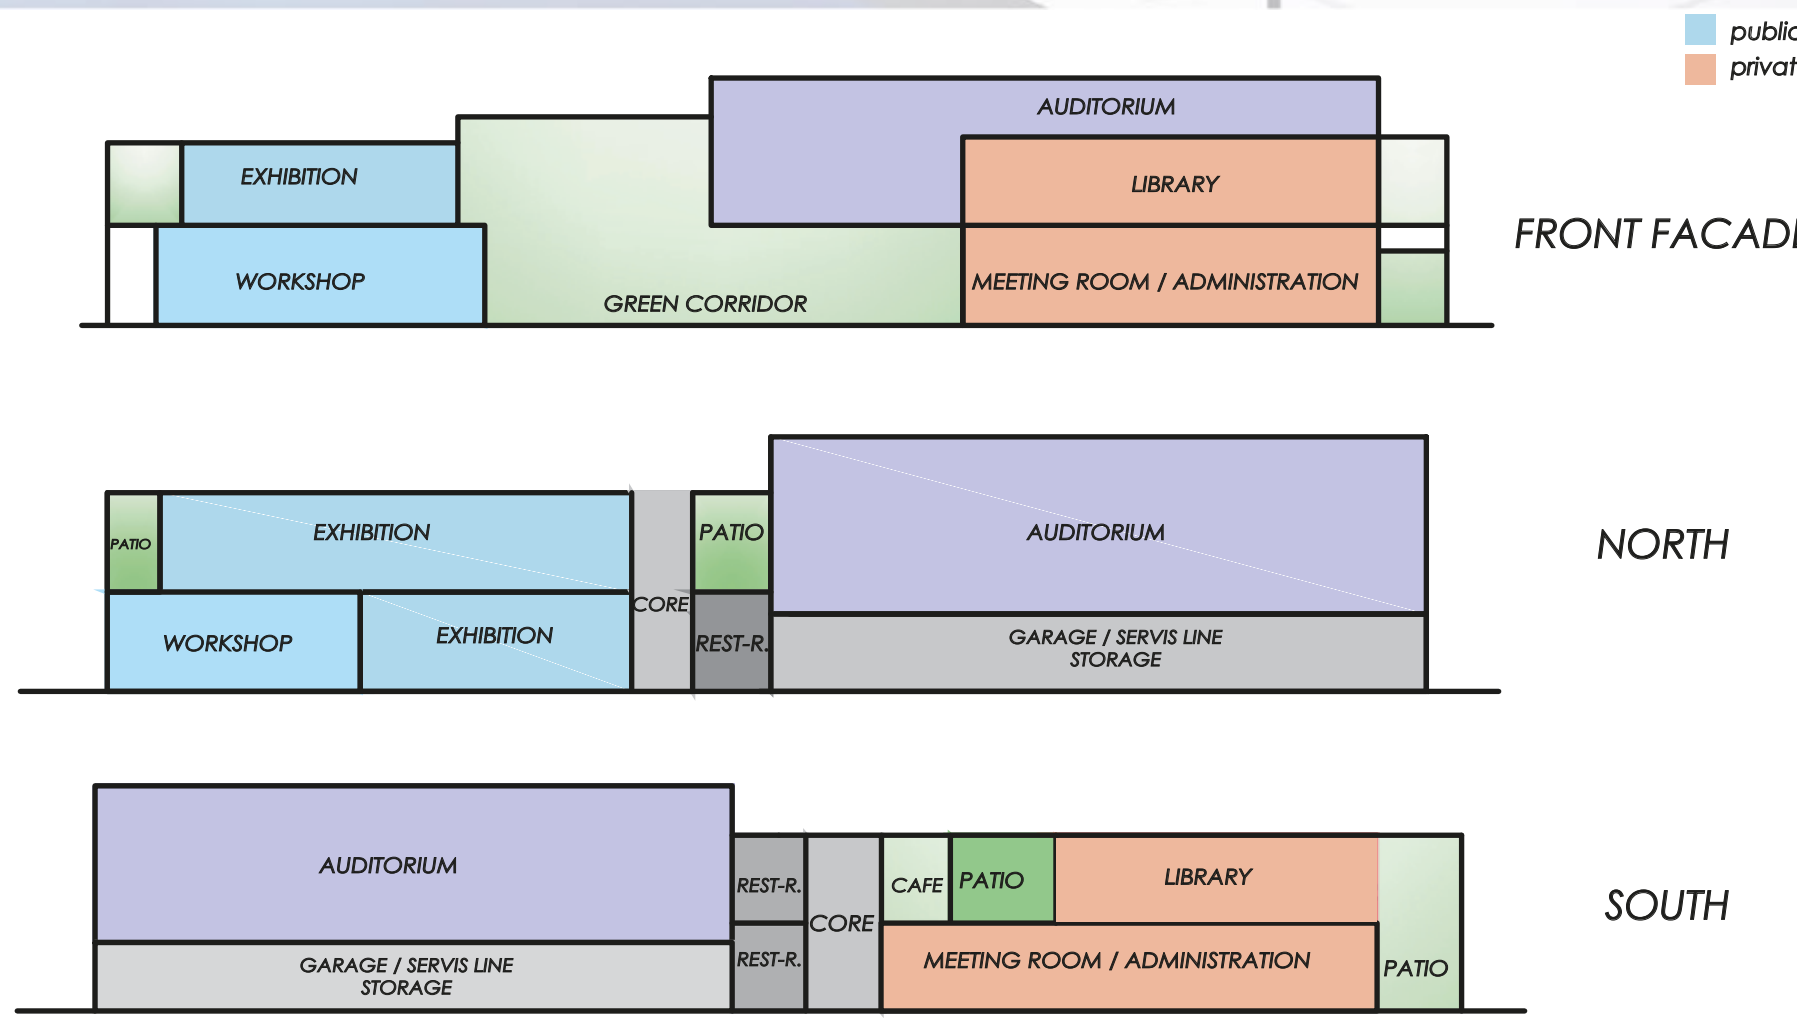 public
privat
AUDITORIUM
EXHIBITION
LIBRARY
FRONT FACAD
WORKSHOP
MEETING ROOM / ADMINISTRATION
GREEN CORRIDOR
PATIO
EXHIBITION
PATIO
AUDITORIUM
NORTH
CORE
WORKSHOP
EXHIBITION
REST-R.
GARAGE / SERVIS LINE
STORAGE
AUDITORIUM
REST-R.
CAFE
PATIO
LIBRARY
SOUTH
CORE
GARAGE / SERVIS LINE
STORAGE
REST-R.
MEETING ROOM / ADMINISTRATION
PATIO